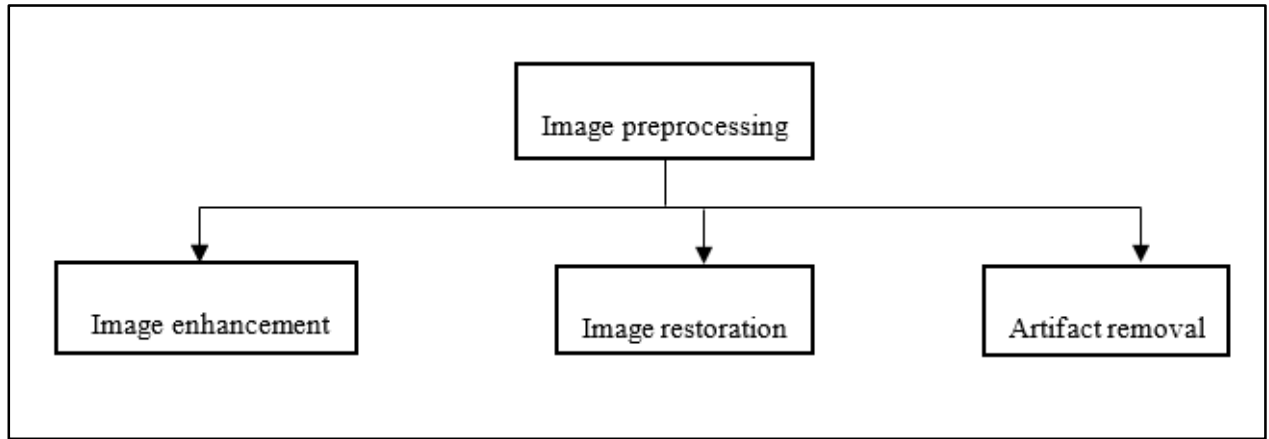 Image preprocessing
Image enhancement
Image restoration
Artifact removal